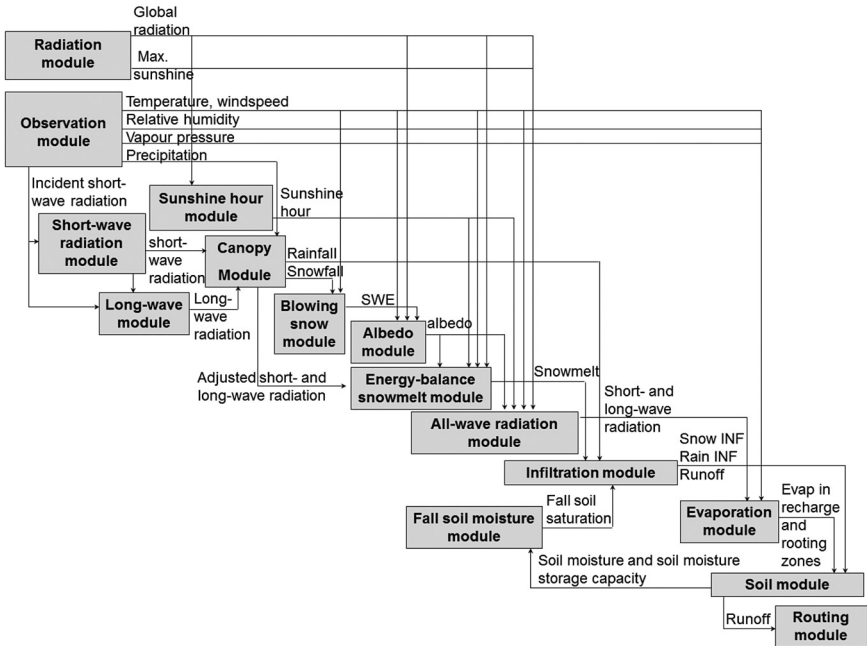 Global
radiation
Radiation
module
Max.
sunshine
Observation
module
Temperature, windspeed
Relative humidity
Vapour pressure
Precipitation
Incident short-
wave radiation
Sunshine hour
module
Sunshine
hour
Short-wave
radiation
module
short-
wave
radiation
Canopy
Module
Rainfall
Snowfall
Long-wave
module
Long-
wave
radiation
Blowing
snow
module
SWE
Albedo
module
albedo
Adjusted short- and
long-wave radiation
Energy-balance
snowmelt module
Snowmelt
All-wave radiation
module
Short- and
long-wave
radiation
Infiltration module
Snow INF
Rain INF
Runoff
Fall soil moisture
module
Fall soil
saturation
Evaporation
module
Evap in
recharge
and
rooting
zones
Soil moisture and soil moisture
storage capacity
Soil module
Runoff
Routing
module